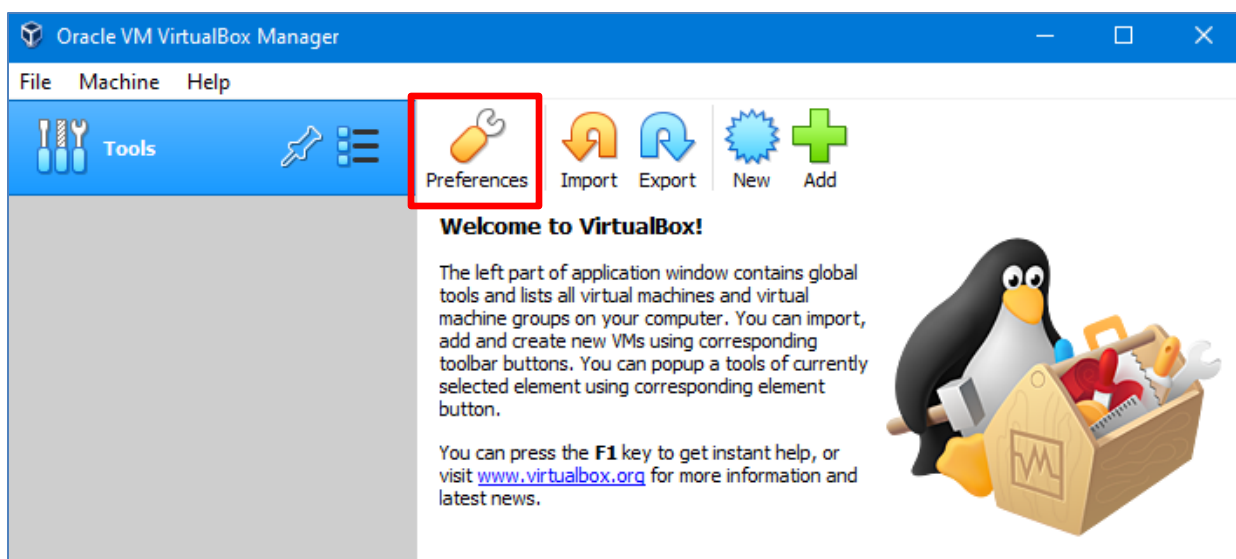 Oracle VM VirtualBox Manager
File Machine Help
Tools
Preferences Import Export New Add
Welcome to VirtualBox!
The left part of application window contains global
tools and lists all virtual machines and virtual
machine groups on your computer. You can import,
add and create new VMs using corresponding
toolbar buttons. You can popup a tools of currently
selected element using corresponding element
button.
You can press the F1 key to get instant help, or
visit www.virtualbox.org for more information and
latest news.